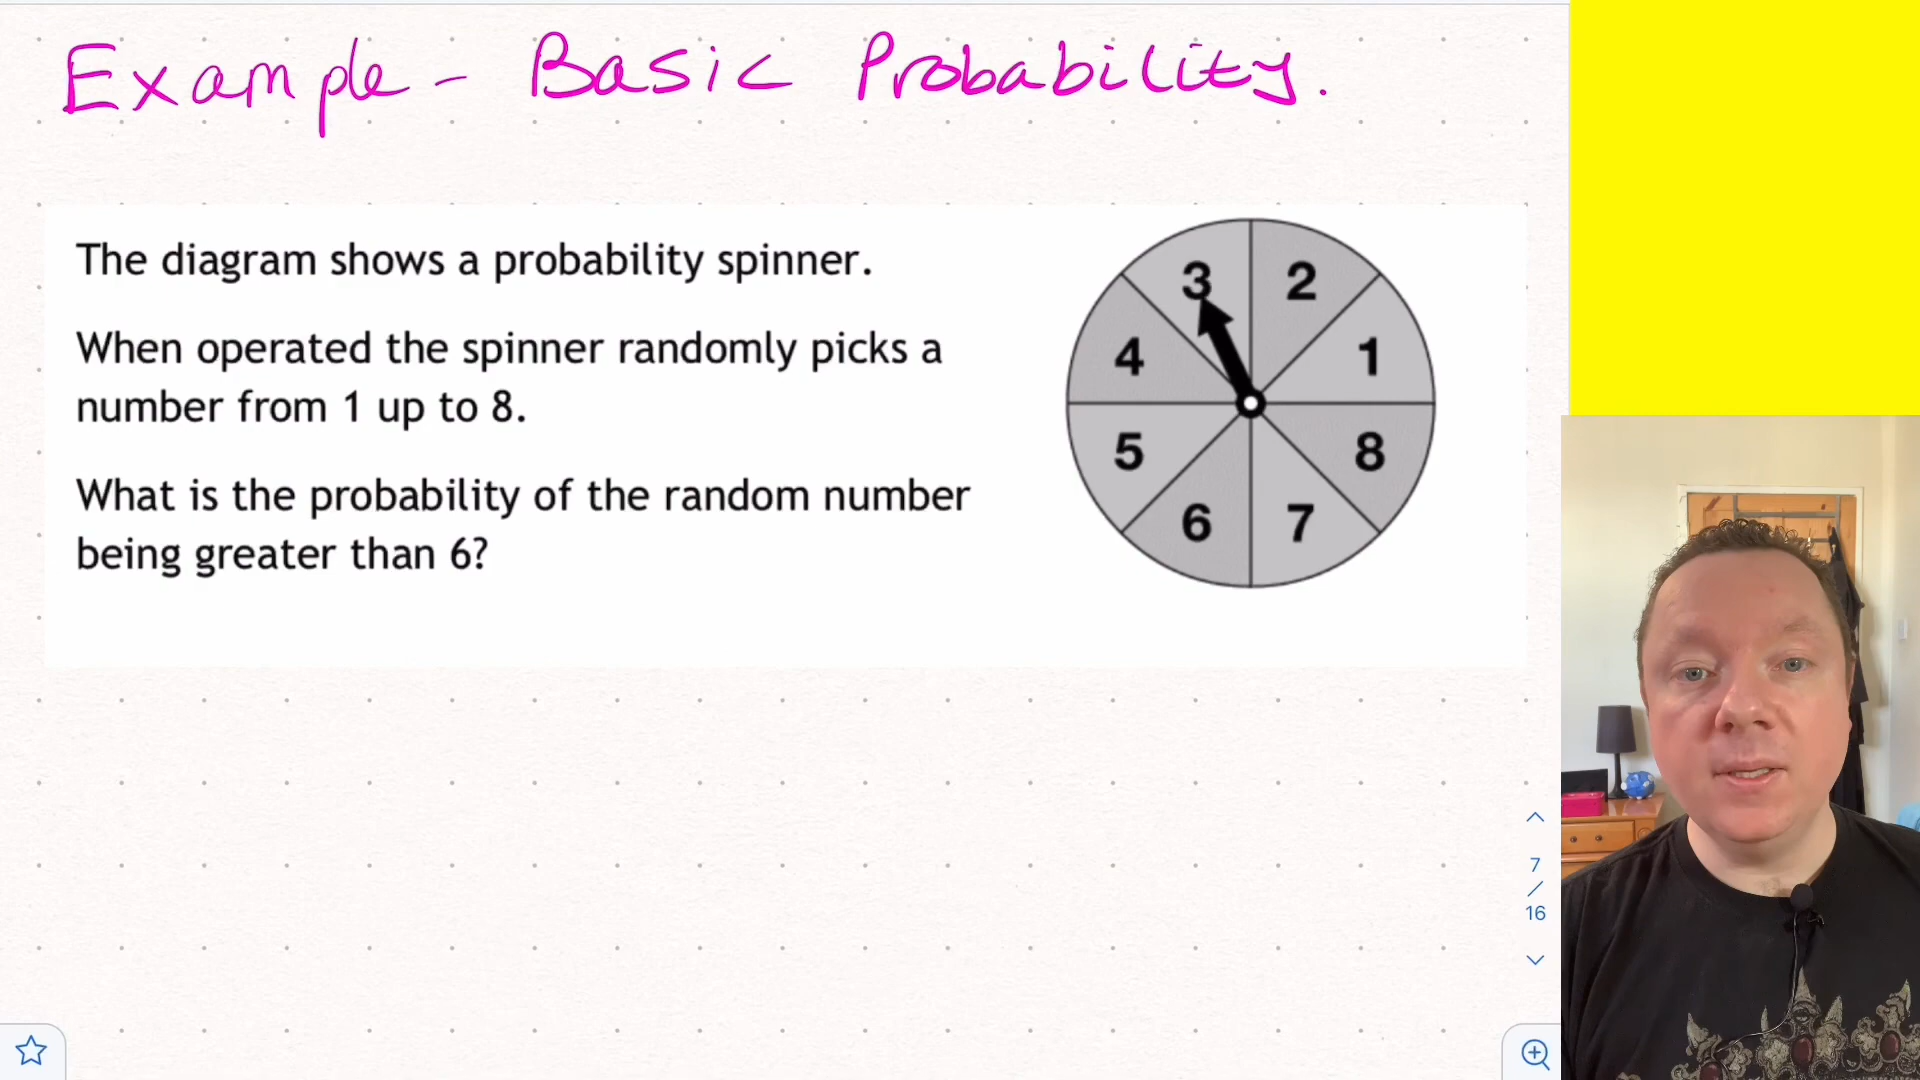 Example - Basic Probability.
The diagram shows a probability spinner.
When operated the spinner randomly picks a
number from 1 up to 8.
What is the probability of the random number
being greater than 6?
3 2
4 1
5 8
6 7
7
/
16